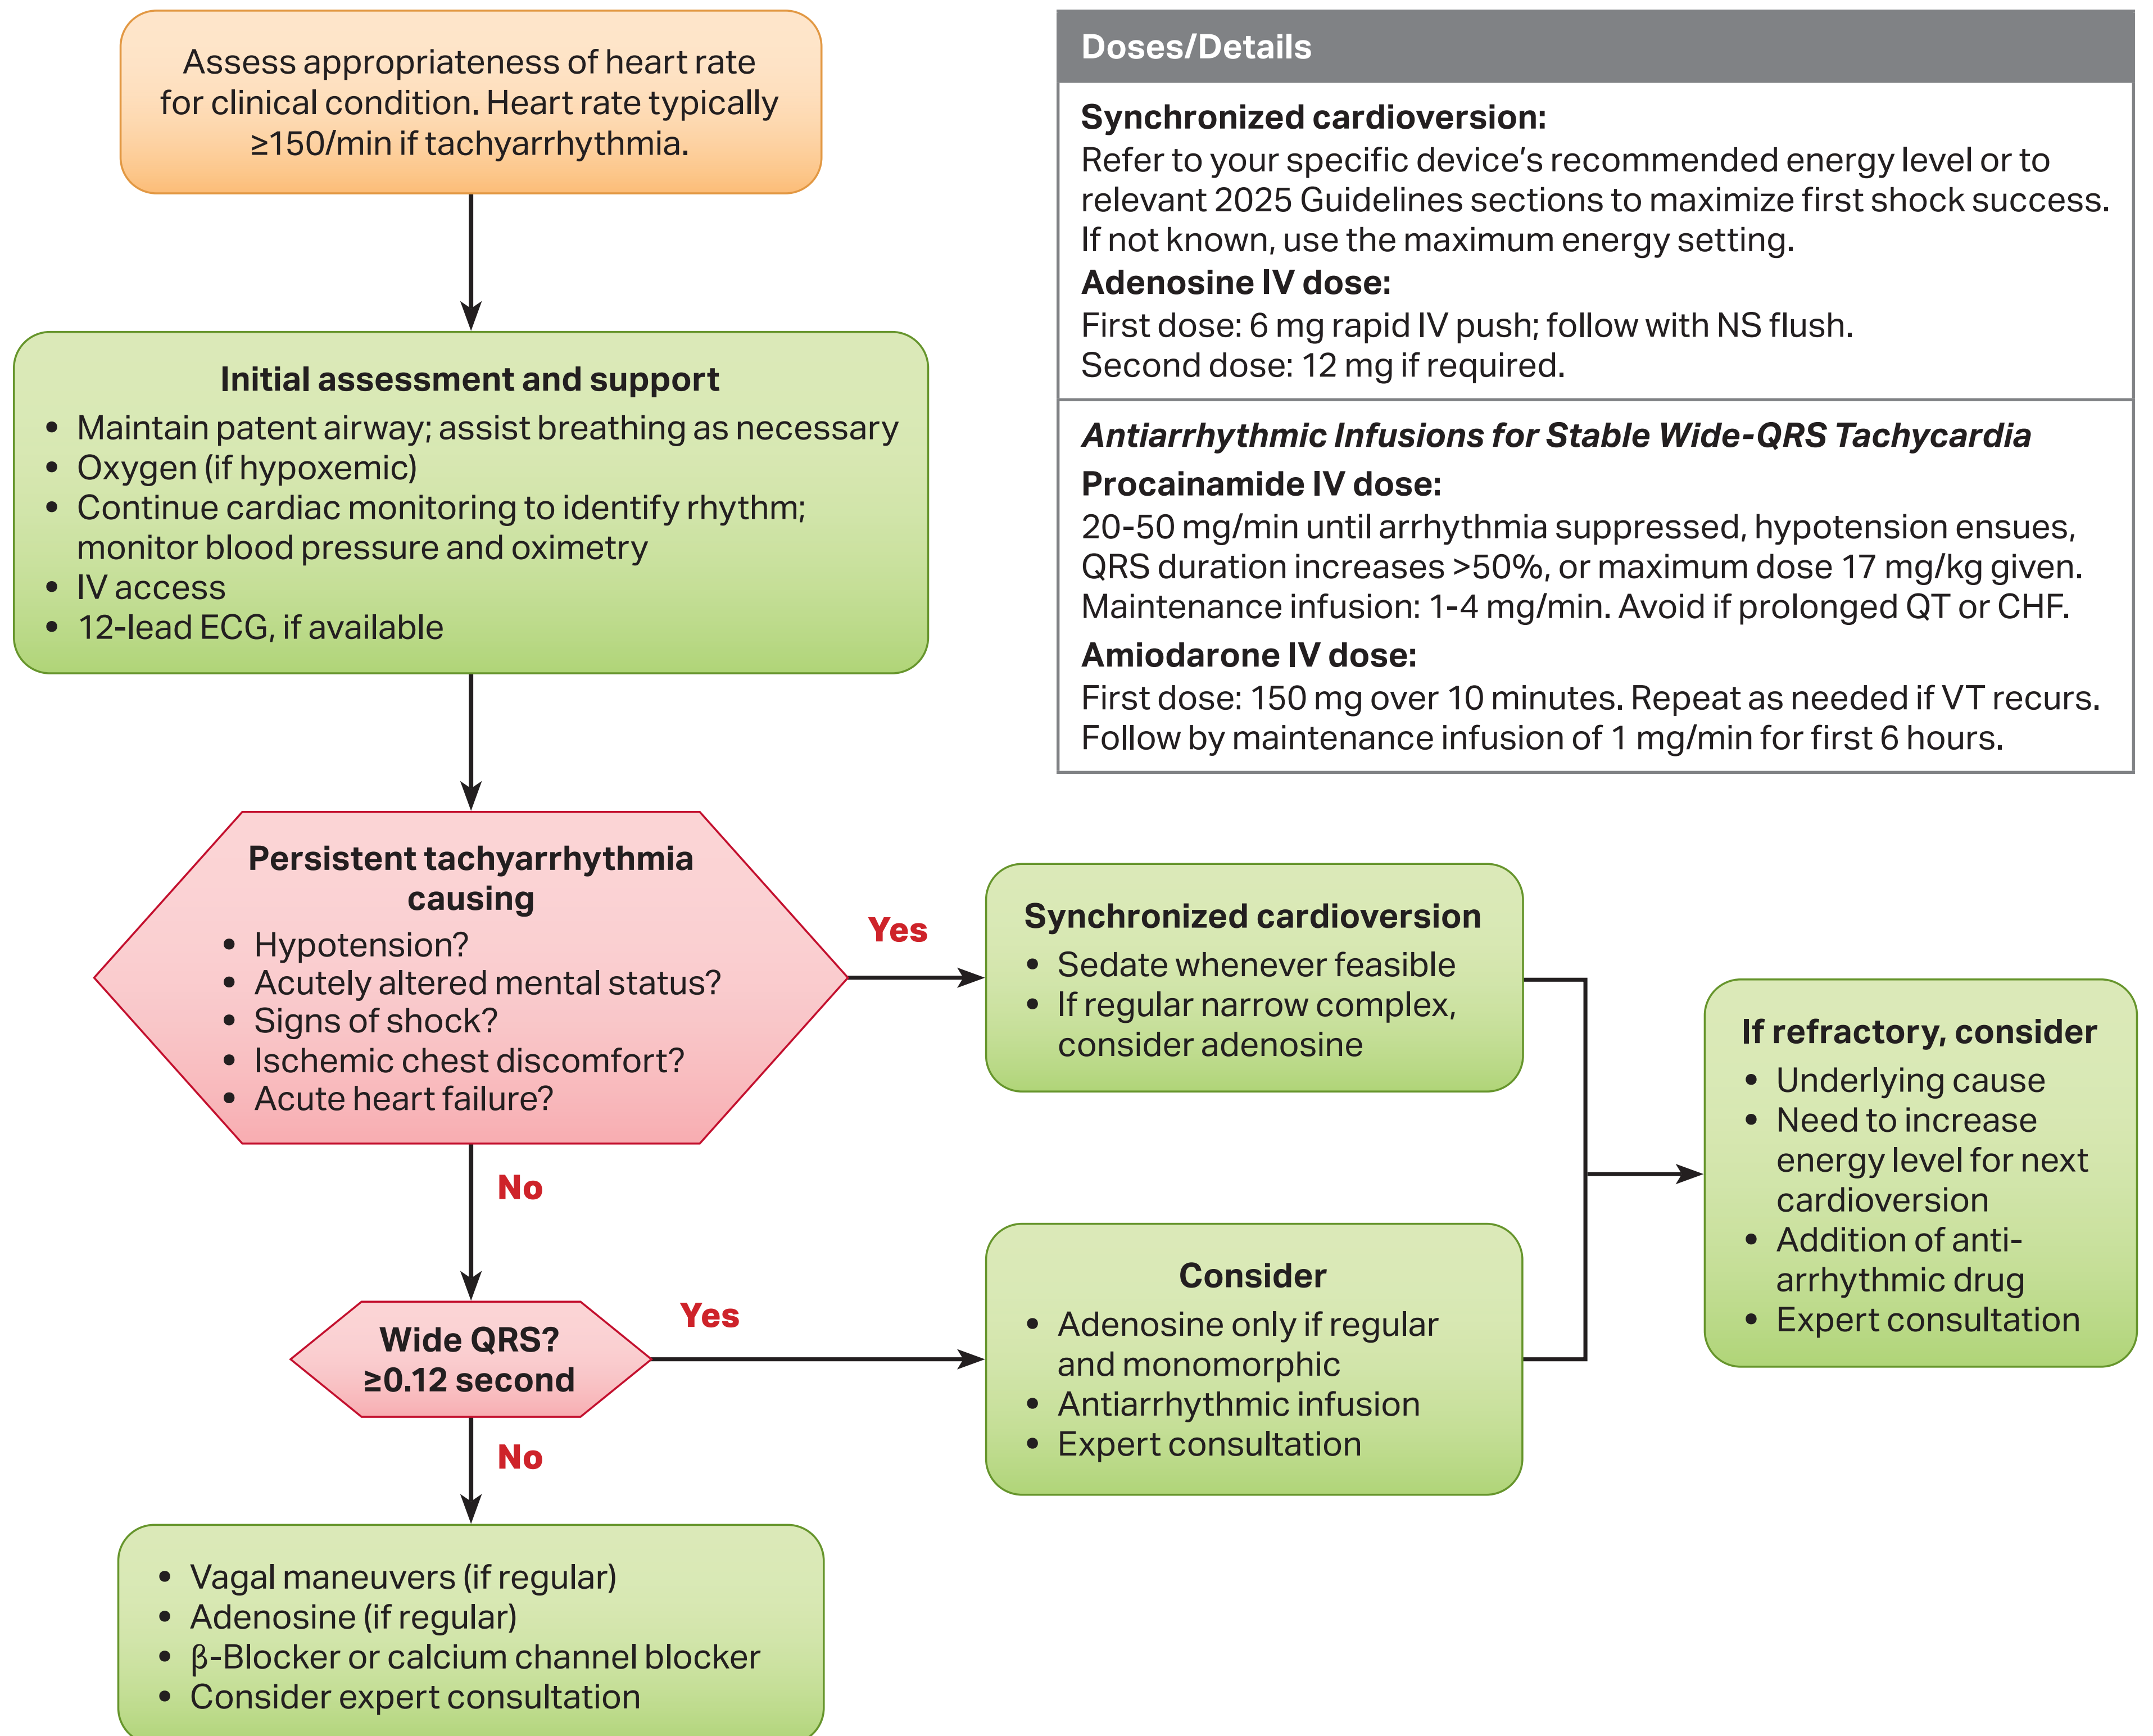 Assess appropriateness of heart rate
for clinical condition. Heart rate typically
≥150/min if tachyarrhythmia.
Initial assessment and support
• Maintain patent airway; assist breathing as necessary
• Oxygen (if hypoxemic)
• Continue cardiac monitoring to identify rhythm;
monitor blood pressure and oximetry
• IV access
• 12-lead ECG, if available
Persistent tachyarrhythmia
causing
• Hypotension?
• Acutely altered mental status?
• Signs of shock?
• Ischemic chest discomfort?
• Acute heart failure?
Yes
Synchronized cardioversion
• Sedate whenever feasible
• If regular narrow complex,
consider adenosine
No
Wide QRS?
≥0.12 second
Yes
Consider
• Adenosine only if regular
and monomorphic
• Antiarrhythmic infusion
• Expert consultation
If refractory, consider
• Underlying cause
• Need to increase
energy level for next
cardioversion
• Addition of anti-
arrhythmic drug
• Expert consultation
No
• Vagal maneuvers (if regular)
• Adenosine (if regular)
• β-Blocker or calcium channel blocker
• Consider expert consultation
Doses/Details
Synchronized cardioversion:
Refer to your specific device's recommended energy level or to
relevant 2025 Guidelines sections to maximize first shock success.
If not known, use the maximum energy setting.
Adenosine IV dose:
First dose: 6 mg rapid IV push; follow with NS flush.
Second dose: 12 mg if required.
Antiarrhythmic Infusions for Stable Wide-QRS Tachycardia
Procainamide IV dose:
20-50 mg/min until arrhythmia suppressed, hypotension ensues,
QRS duration increases >50%, or maximum dose 17 mg/kg given.
Maintenance infusion: 1-4 mg/min. Avoid if prolonged QT or CHF.
Amiodarone IV dose:
First dose: 150 mg over 10 minutes. Repeat as needed if VT recurs.
Follow by maintenance infusion of 1 mg/min for first 6 hours.